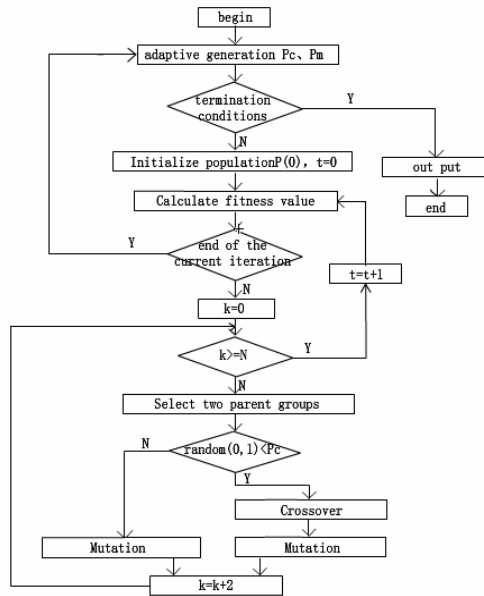 begin
adaptive generation Pc、Pm
termination
conditions
Y
N
out put
Initialize populationP(0), t=0
Calculate fitness value
end
end of the
current iteration
Y
t=t+1
N
k=0
k>=N
Y
N
Select two parent groups
random(0,1)<Pc
N
Y
Crossover
Mutation
Mutation
k=k+2